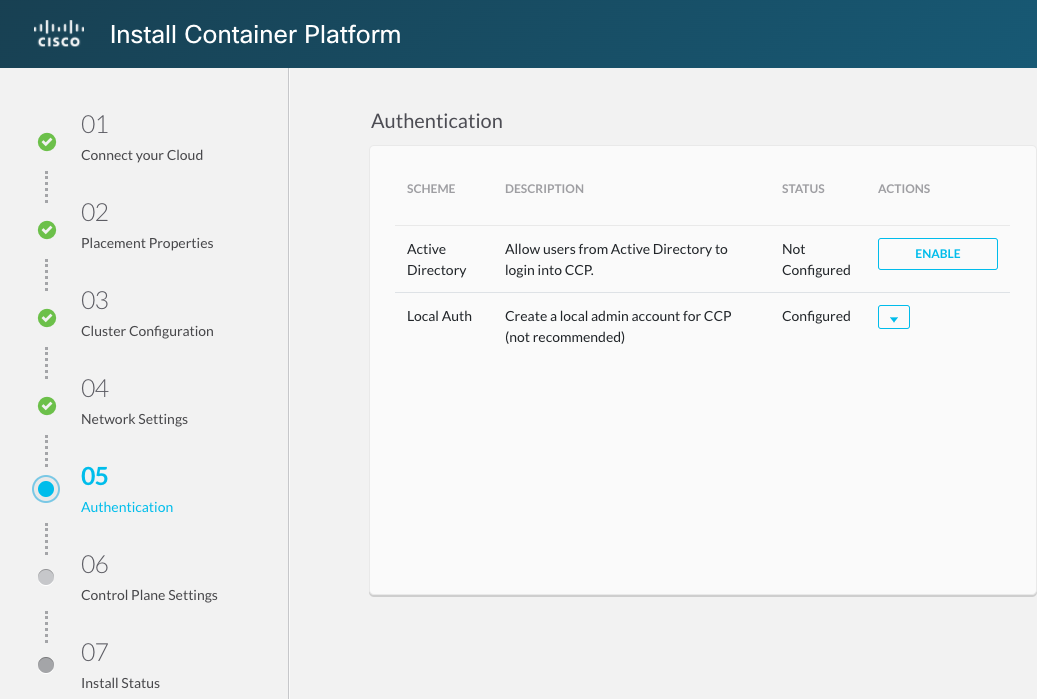 CISCO
Install Container Platform
01
Connect your Cloud
02
Placement Properties
03
Cluster Configuration
04
Network Settings
05
Authentication
06
Control Plane Settings
07
Install Status
Authentication
SCHEME DESCRIPTION STATUS ACTIONS
Active Allow users from Active Directory to Not ENABLE
Directory login into CCP. Configured
Local Auth Create a local admin account for CCP Configured
(not recommended)